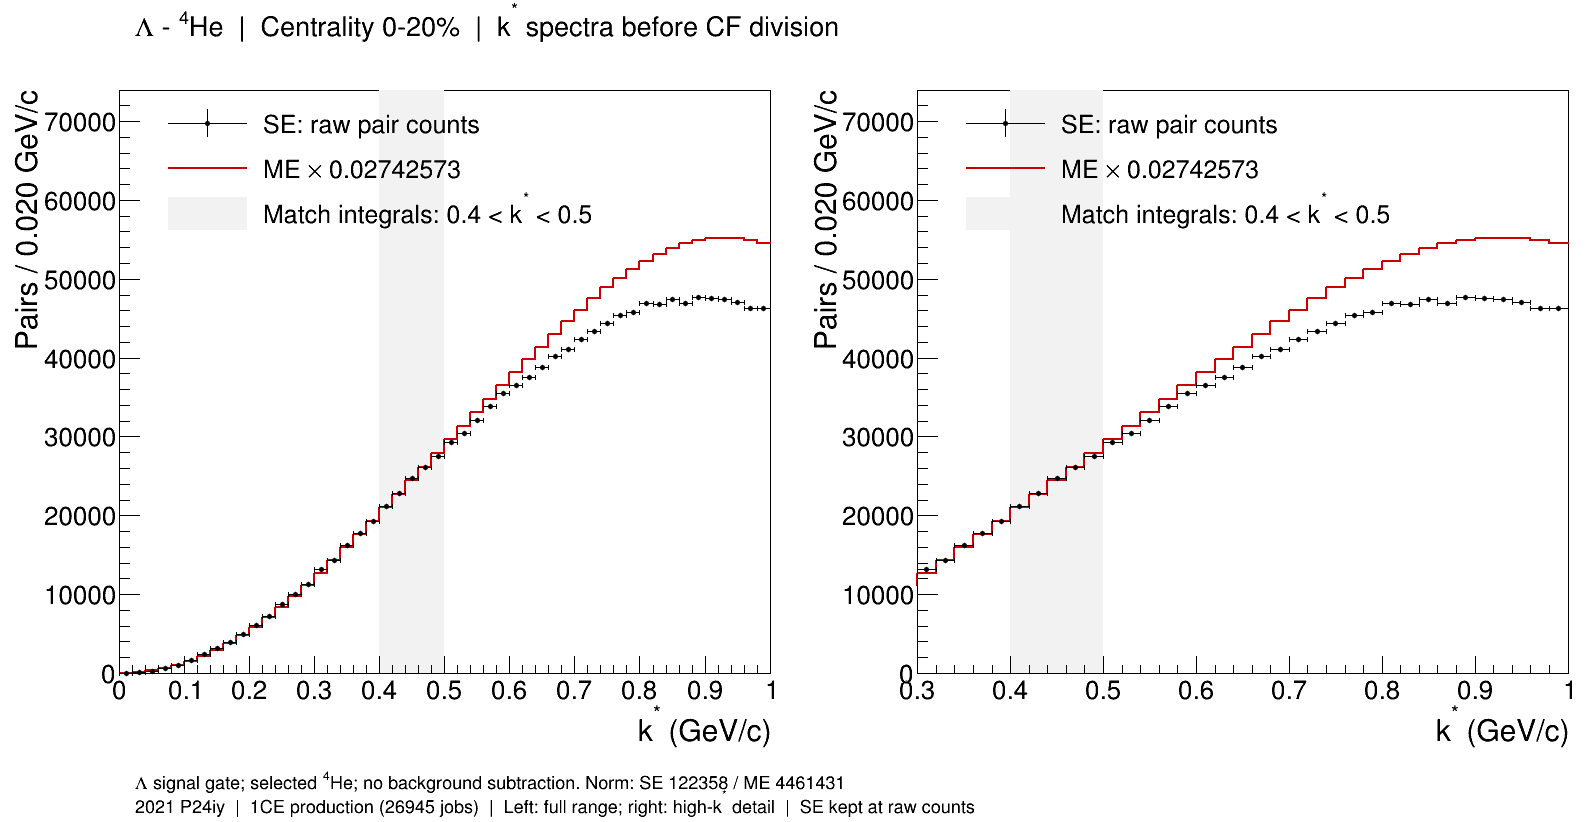 Λ - ⁴He | Centrality 0-20% | k* spectra before CF division
Pairs / 0.020 GeV/c
70000
60000
50000
40000
30000
20000
10000
0
SE: raw pair counts
ME × 0.02742573
Match integrals: 0.4 < k* < 0.5
0 0.1 0.2 0.3 0.4 0.5 0.6 0.7 0.8 0.9 1
k* (GeV/c)
Pairs / 0.020 GeV/c
70000
60000
50000
40000
30000
20000
10000
0
SE: raw pair counts
ME × 0.02742573
Match integrals: 0.4 < k* < 0.5
0.3 0.4 0.5 0.6 0.7 0.8 0.9 1
k* (GeV/c)
Λ signal gate; selected ⁴He; no background subtraction. Norm: SE 122358 / ME 4461431
2021 P24iy | 1CE production (26945 jobs) | Left: full range; right: high-k* detail | SE kept at raw counts